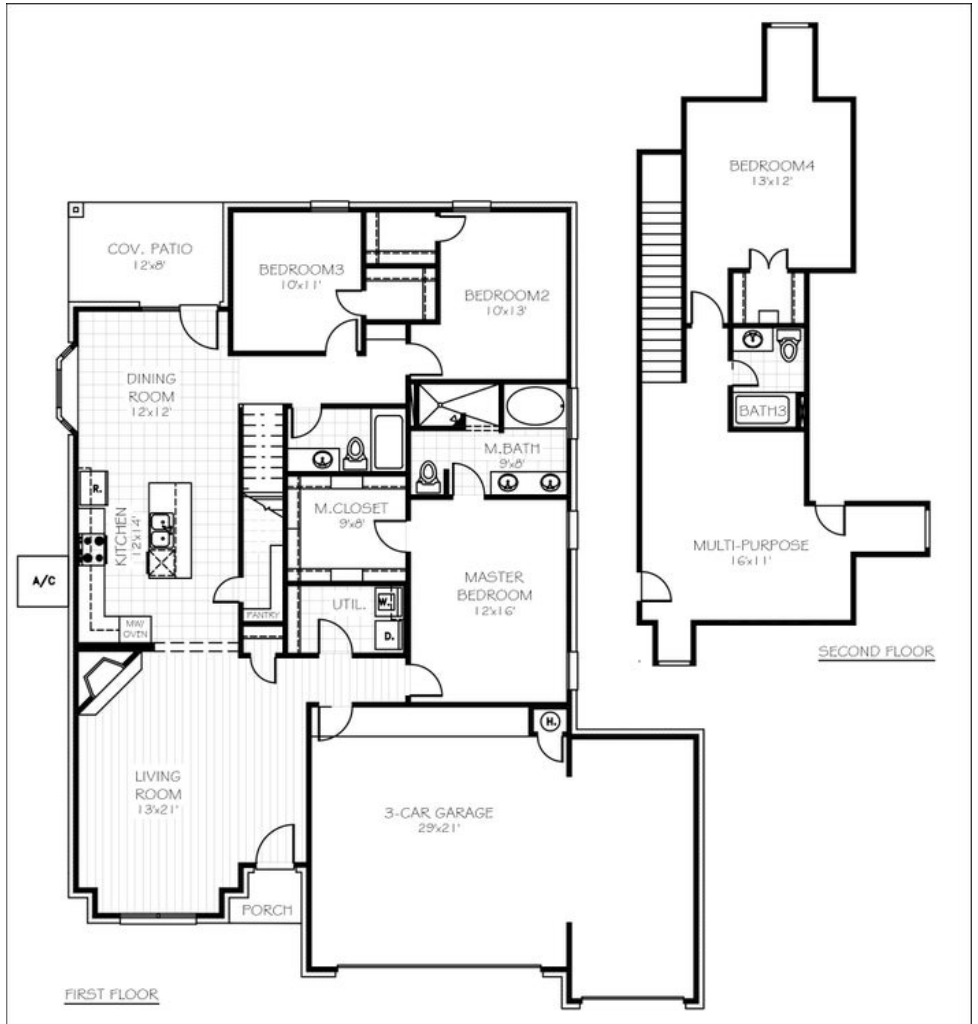 BEDROOM4
13'x12'
COV. PATIO
12'x8'
BEDROOM3
10'x11'
BEDROOM2
10'x13'
DINING
ROOM
12'x12'
BATH3
M.BATH
9'x8'
R.
M.CLOSET
9'x8'
KITCHEN
12'x14'
MULTI-PURPOSE
16'x11'
A/C
MASTER
BEDROOM
12'x16'
UTIL.
W.
PANTRY
MW/
OVEN
D.
SECOND FLOOR
H.
LIVING
ROOM
13'x21'
3-CAR GARAGE
29'x21'
PORCH
FIRST FLOOR